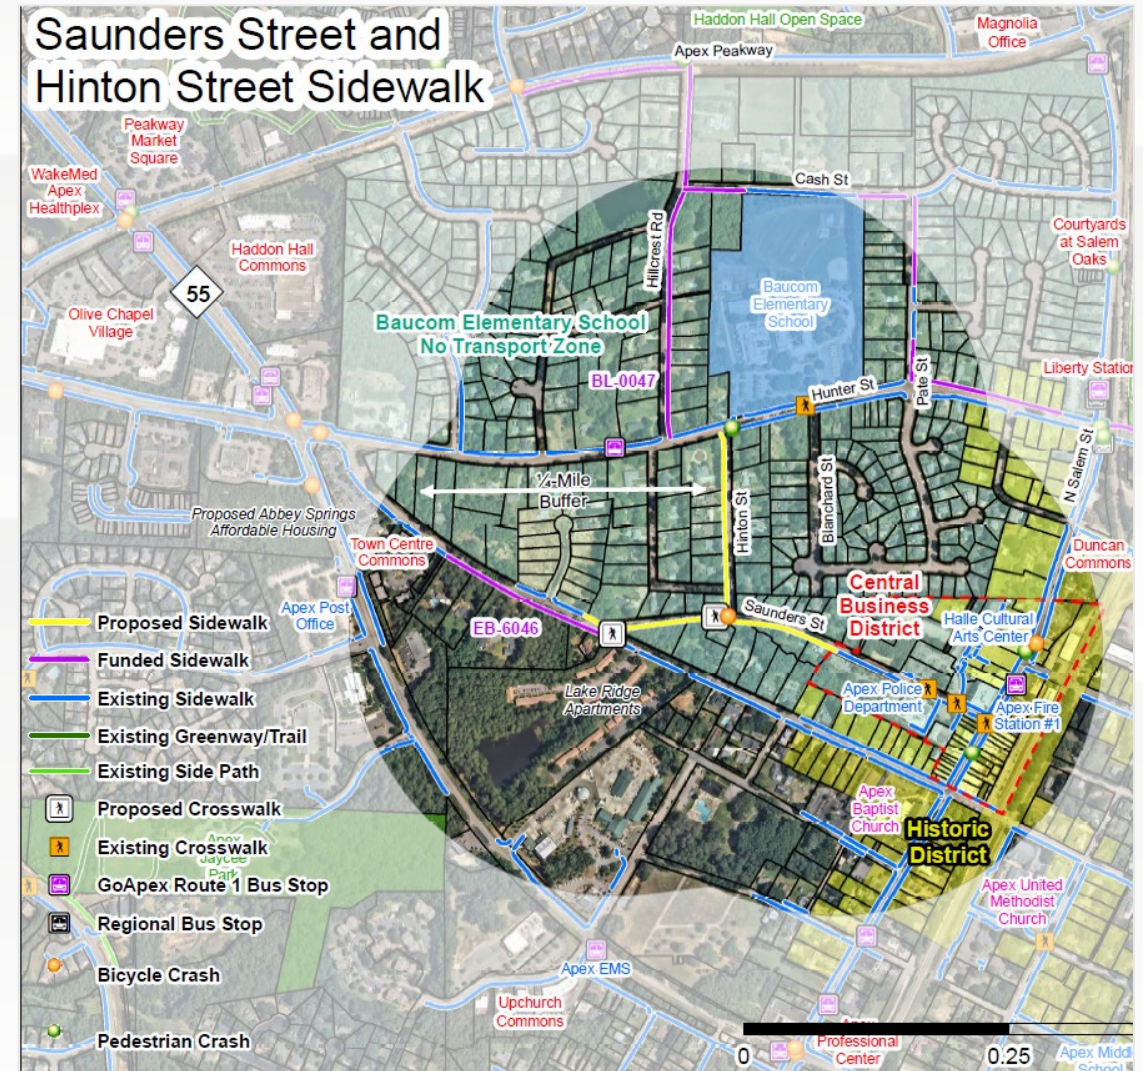 Saunders Street and
Hinton Street Sidewalk
Haddon Hall Open Space
Magnolia
Office
Apex Peakway
Peakway
Market
Square
WakeMed
Apex
Healthplex
Cash St
Haddon Hall
Commons
Hillcrest Rd
Courtyards
at Salem
Oaks
55
Olive Chapel
Village
Baucom
Elementary
School
Baucom Elementary School
No Transport Zone
BL-0047
Hunter St
Pate St
Liberty Station
N Salem St
¼-Mile
Buffer
Hinton St
Blanchard St
Proposed Abbey Springs
Affordable Housing
Town Centre
Commons
Duncan
Commons
Central
Business
District
Apex Post
Office
Saunders St
Halle Cultural
Arts Center
EB-6046
Lake Ridge
Apartments
Apex Police
Department
Apex Fire
Station #1
Proposed Sidewalk
Funded Sidewalk
Existing Sidewalk
Existing Greenway/Trail
Existing Side Path
Proposed Crosswalk
Existing Crosswalk
Apex
Jaycee
Park
GoApex Route 1 Bus Stop
Regional Bus Stop
Bicycle Crash
Pedestrian Crash
Apex
Baptist
Church
Historic
District
Apex United
Methodist
Church
Apex EMS
Upchurch
Commons
Apex
Professional
Center
0
0.25
Apex Middle
School